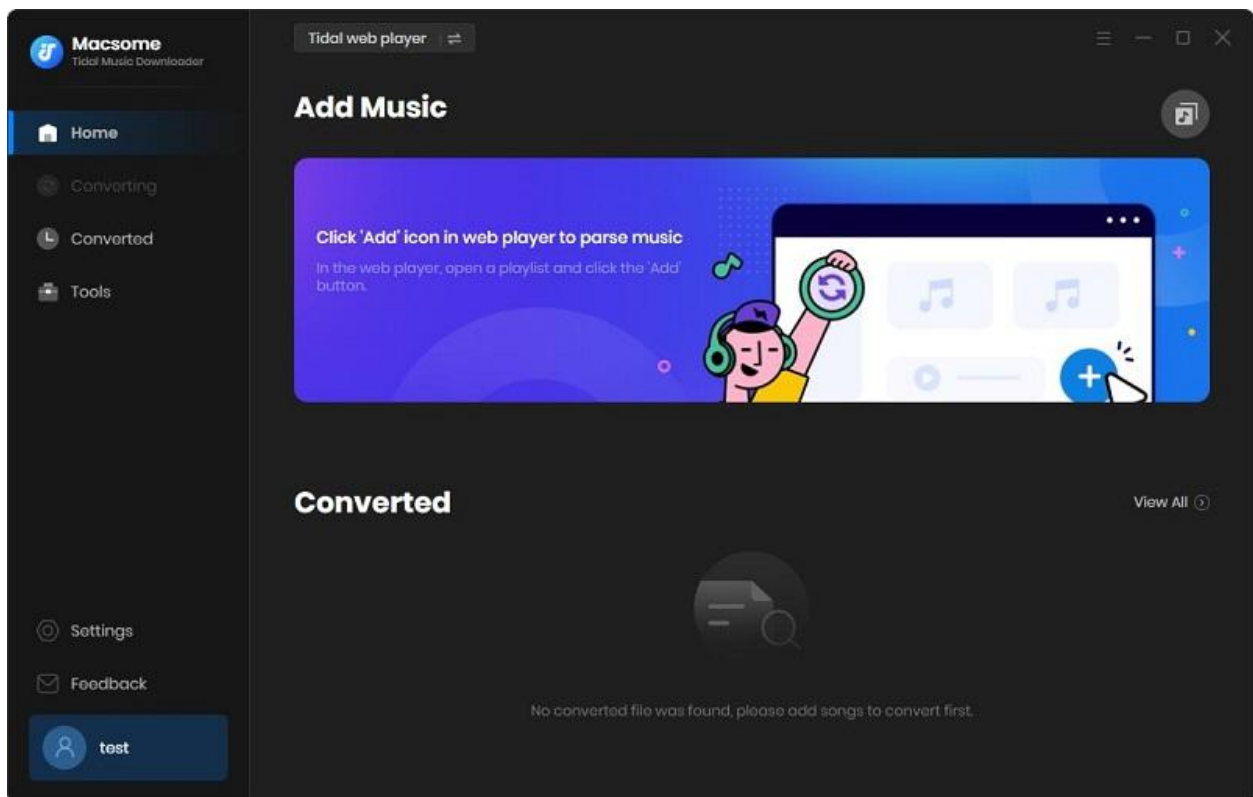 Macsome
Tidal Music Downloader
Home
Converting
Converted
Tools
Settings
Feedback
test
Tidal web player
Add Music
Click 'Add' icon in web player to parse music
In the web player, open a playlist and click the 'Add'
button.
Converted
View All
No converted file was found, please add songs to convert first.